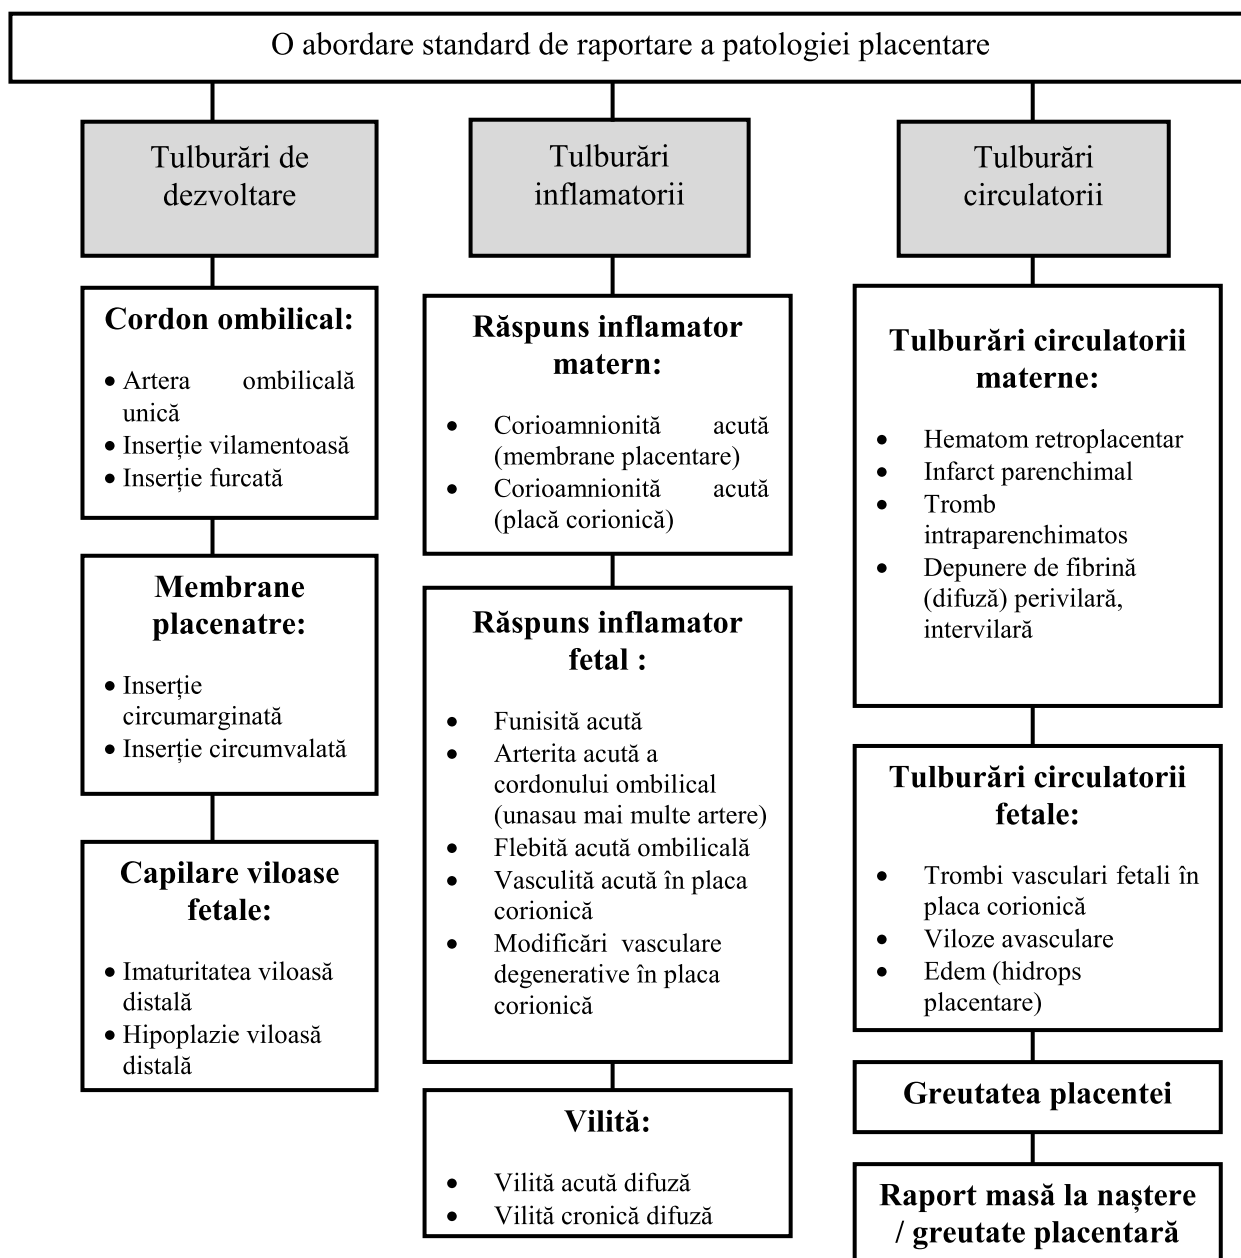 O abordare standard de raportare a patologiei placentare
Tulburări de
dezvoltare
Cordon ombilical:
• Artera ombilicală
unică
• Inserție vilamentoasă
• Inserție furcată
Membrane
placenatre:
• Inserție
circumarginată
• Inserție circumvalată
Capilare viloase
fetale:
• Imaturitatea viloasă
distală
• Hipoplazie viloasă
distală
Tulburări
inflamatorii
Răspuns inflamator
matern:
• Corioamnionită acută
(membrane placentare)
• Corioamnionită acută
(placă corionică)
Răspuns inflamator
fetal :
• Funisită acută
• Arterita acută a
cordonului ombilical
(unasau mai multe artere)
• Flebită acută ombilicală
• Vasculită acută în placa
corionică
• Modificări vasculare
degenerative în placa
corionică
Vilită:
• Vilită acută difuză
• Vilită cronică difuză
Tulburări
circulatorii
Tulburări circulatorii
materne:
• Hematom retroplacentar
• Infarct parenchimal
• Tromb
intraparenchimatos
• Depunere de fibrină
(difuză) perivilară,
intervilară
Tulburări circulatorii
fetale:
• Trombi vasculari fetali în
placa corionică
• Viloze avasculare
• Edem (hidrops
placentare)
Greutatea placentei
Raport masă la naștere
/ greutate placentară